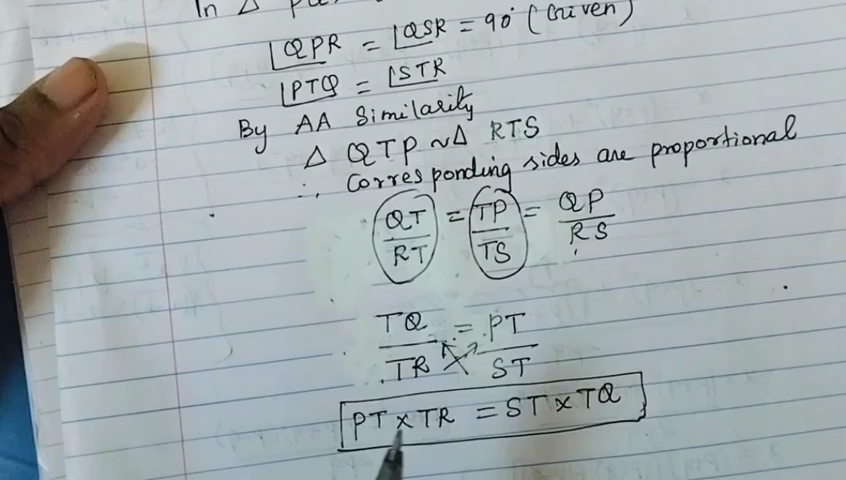 In Δ
∠QPR = ∠QSR = 90° (Given)
∠PTQ = ∠STR
By AA Similarity
Δ QTP ~ Δ RTS
∴ Corresponding sides are proportional
QT/RT = TP/TS = QP/RS
TQ/TR = PT/ST
PT × TR = ST × TQ